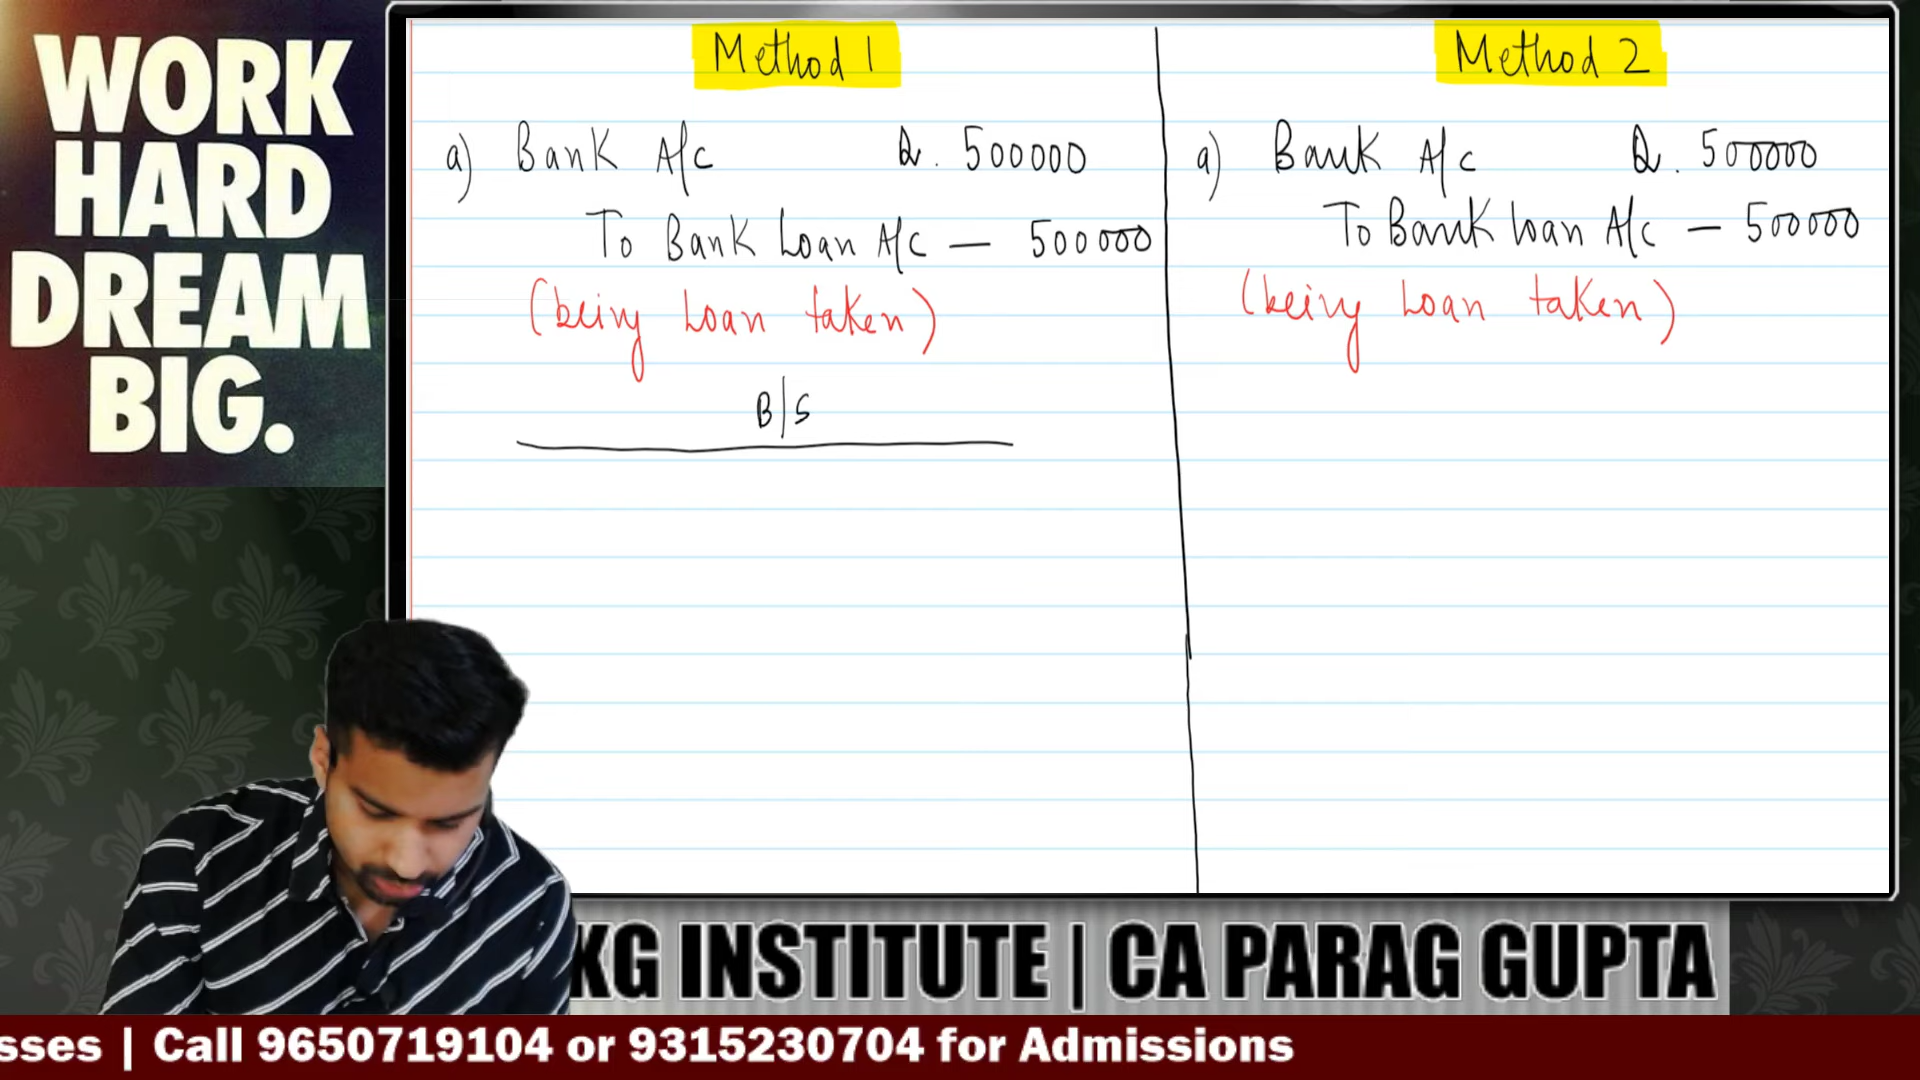 WORK
HARD
DREAM
BIG.
Method 1
a) Bank A/c Dr. 500000
To Bank Loan A/c — 500000
(being Loan taken)
B/S
Method 2
a) Bank A/c Dr. 500000
To Bank loan A/c — 500000
(being Loan taken)
KG INSTITUTE | CA PARAG GUPTA
sses | Call 9650719104 or 9315230704 for Admissions